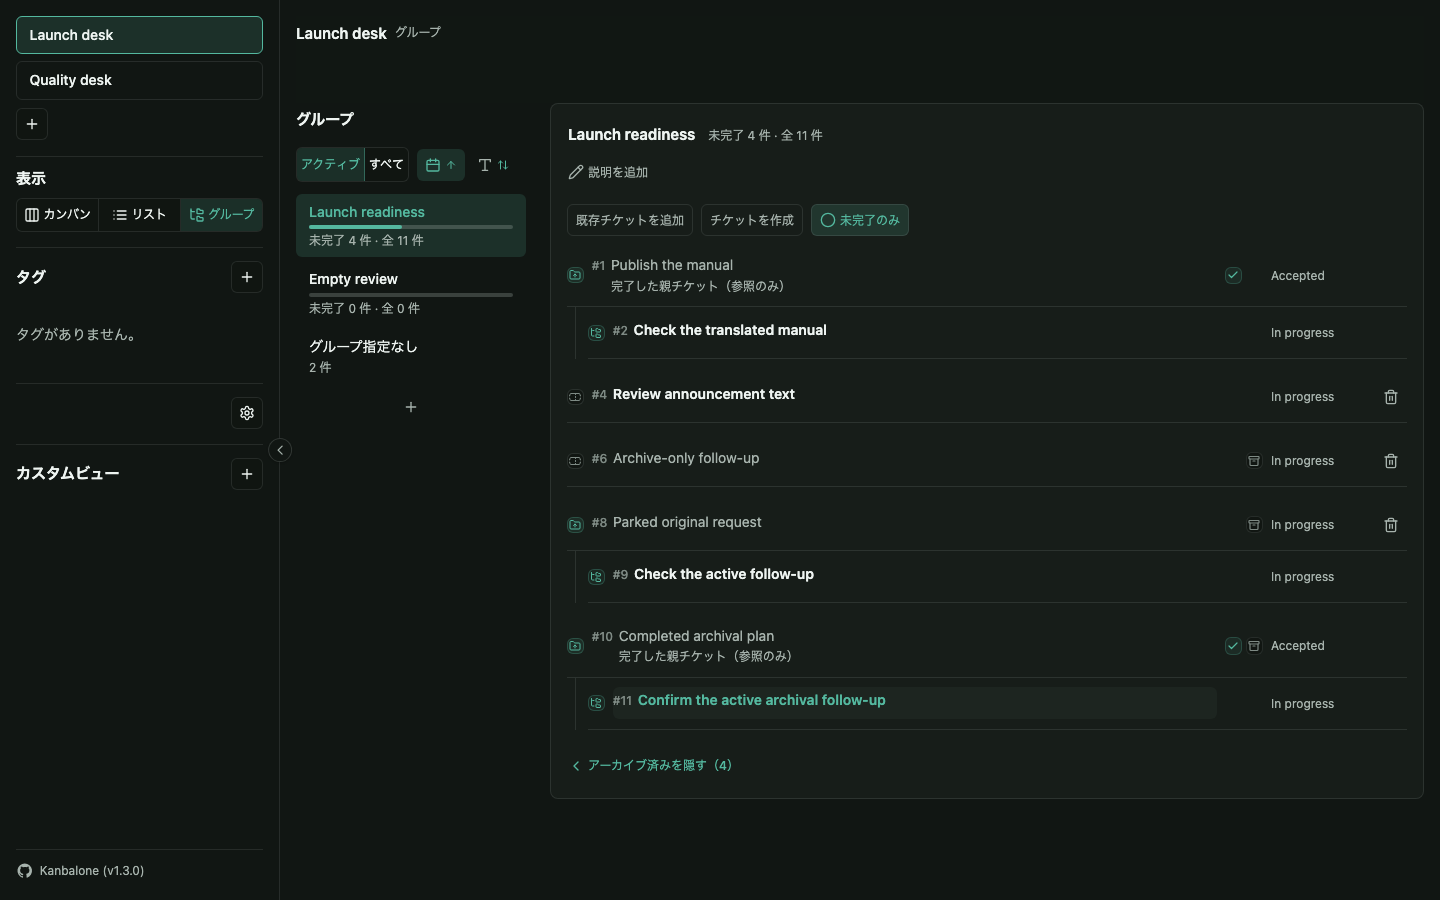 Launch desk
Quality desk
表示
カンバン
リスト
グループ
タグ
タグがありません。
カスタムビュー
Kanbalone (v1.3.0)
Launch desk グループ
グループ
アクティブ すべて
Launch readiness
未完了 4 件 · 全 11 件
Empty review
未完了 0 件 · 全 0 件
グループ指定なし
2 件
Launch readiness 未完了 4 件 · 全 11 件
説明を追加
既存チケットを追加 チケットを作成 未完了のみ
#1 Publish the manual Accepted
完了した親チケット（参照のみ）
#2 Check the translated manual In progress
#4 Review announcement text In progress
#6 Archive-only follow-up In progress
#8 Parked original request In progress
#9 Check the active follow-up In progress
#10 Completed archival plan Accepted
完了した親チケット（参照のみ）
#11 Confirm the active archival follow-up In progress
アーカイブ済みを隠す（4）